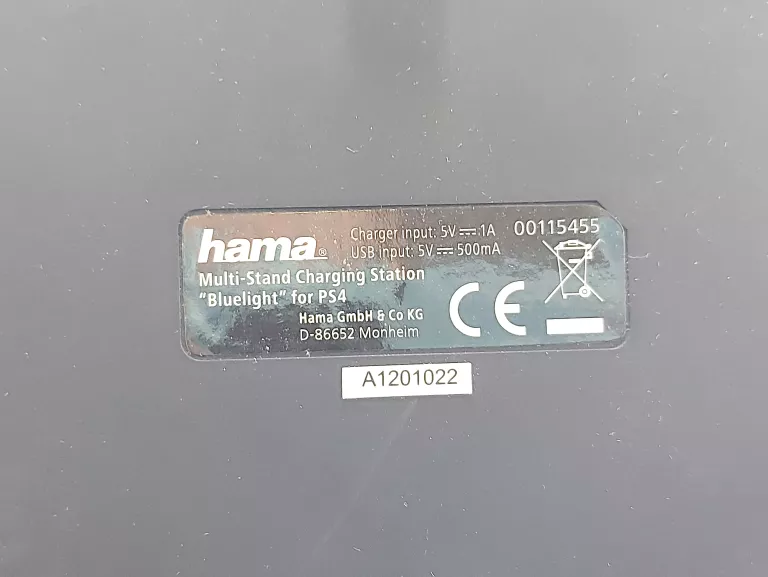 hama®
Charger input: 5V⎓1A
USB input: 5V⎓500mA
00115455
Multi-Stand Charging Station
"Bluelight" for PS4
Hama GmbH & Co KG
D-86652 Monheim
CE
A1201022